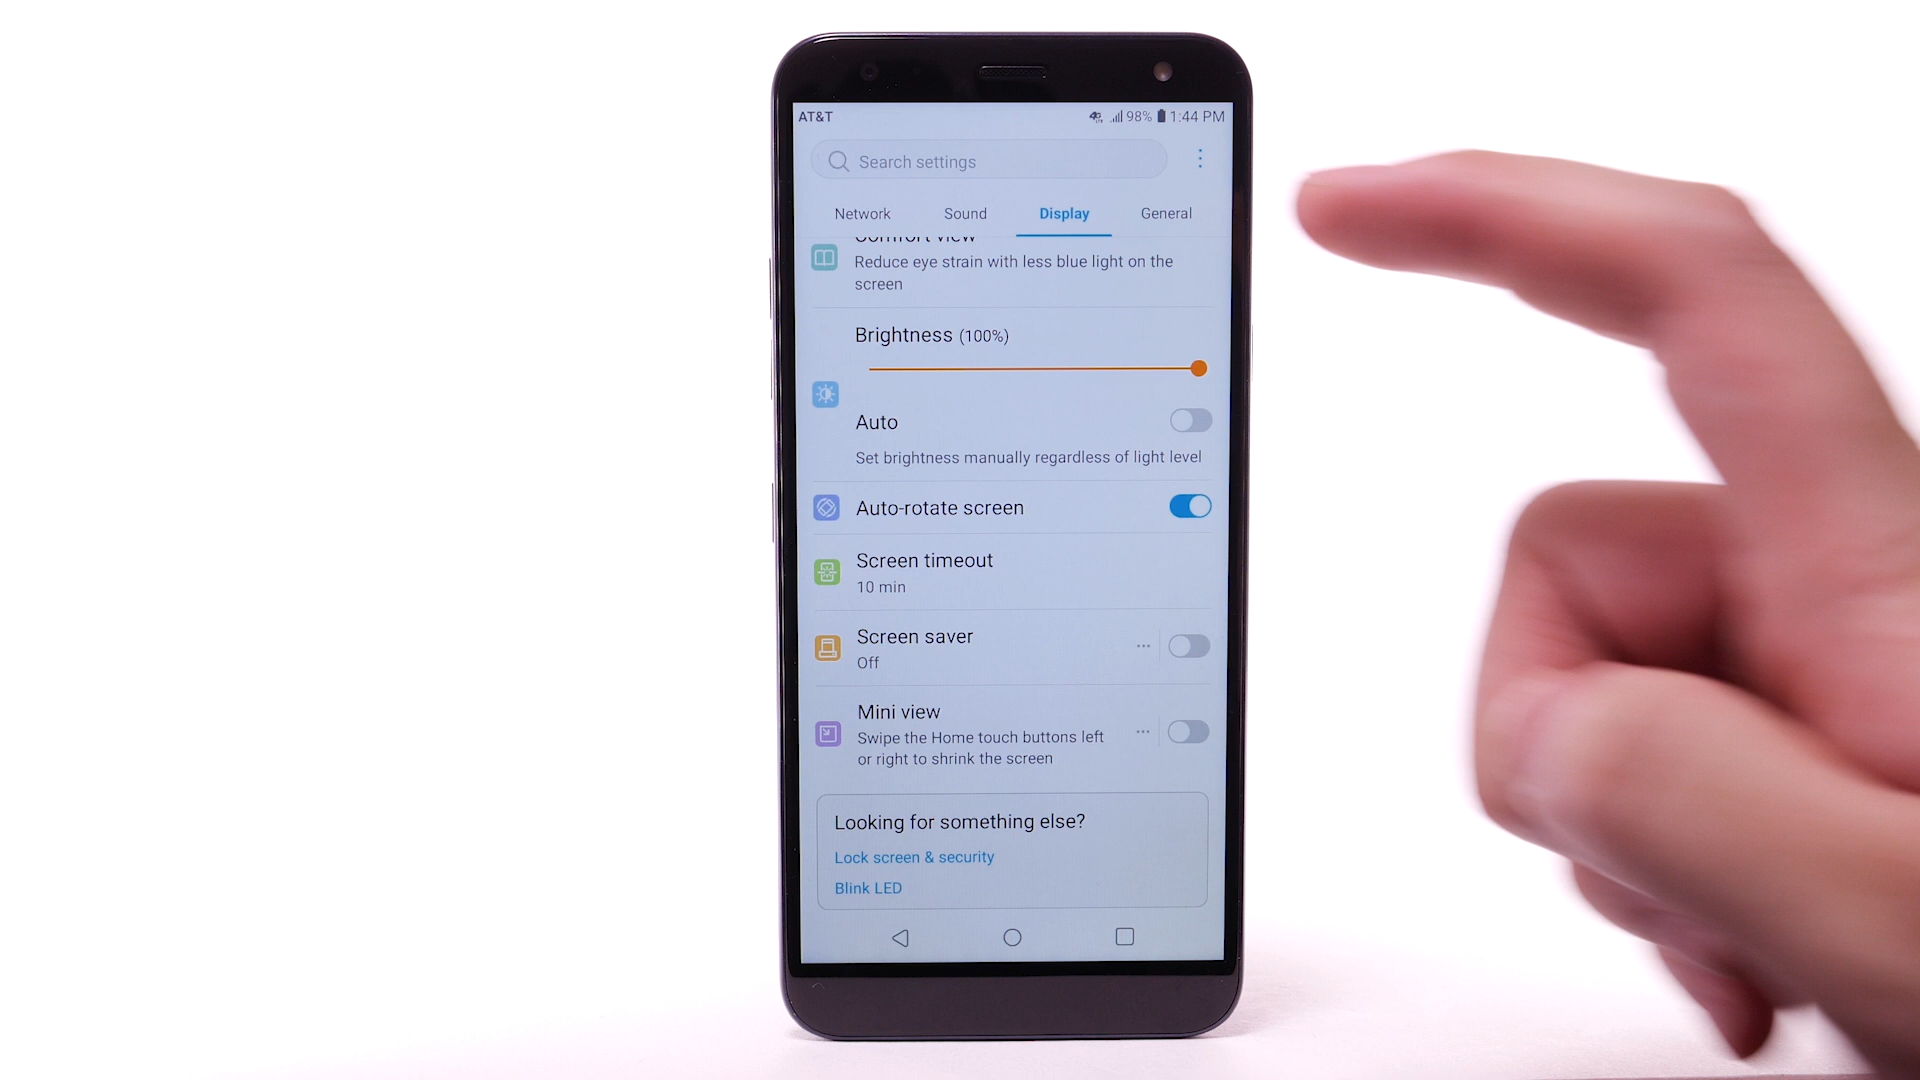 AT&T 98% 1:44 PM
Search settings
Network Sound Display General
Comfort view
Reduce eye strain with less blue light on the
screen
Brightness (100%)
Auto
Set brightness manually regardless of light level
Auto-rotate screen
Screen timeout
10 min
Screen saver
Off
Mini view
Swipe the Home touch buttons left
or right to shrink the screen
Looking for something else?
Lock screen & security
Blink LED